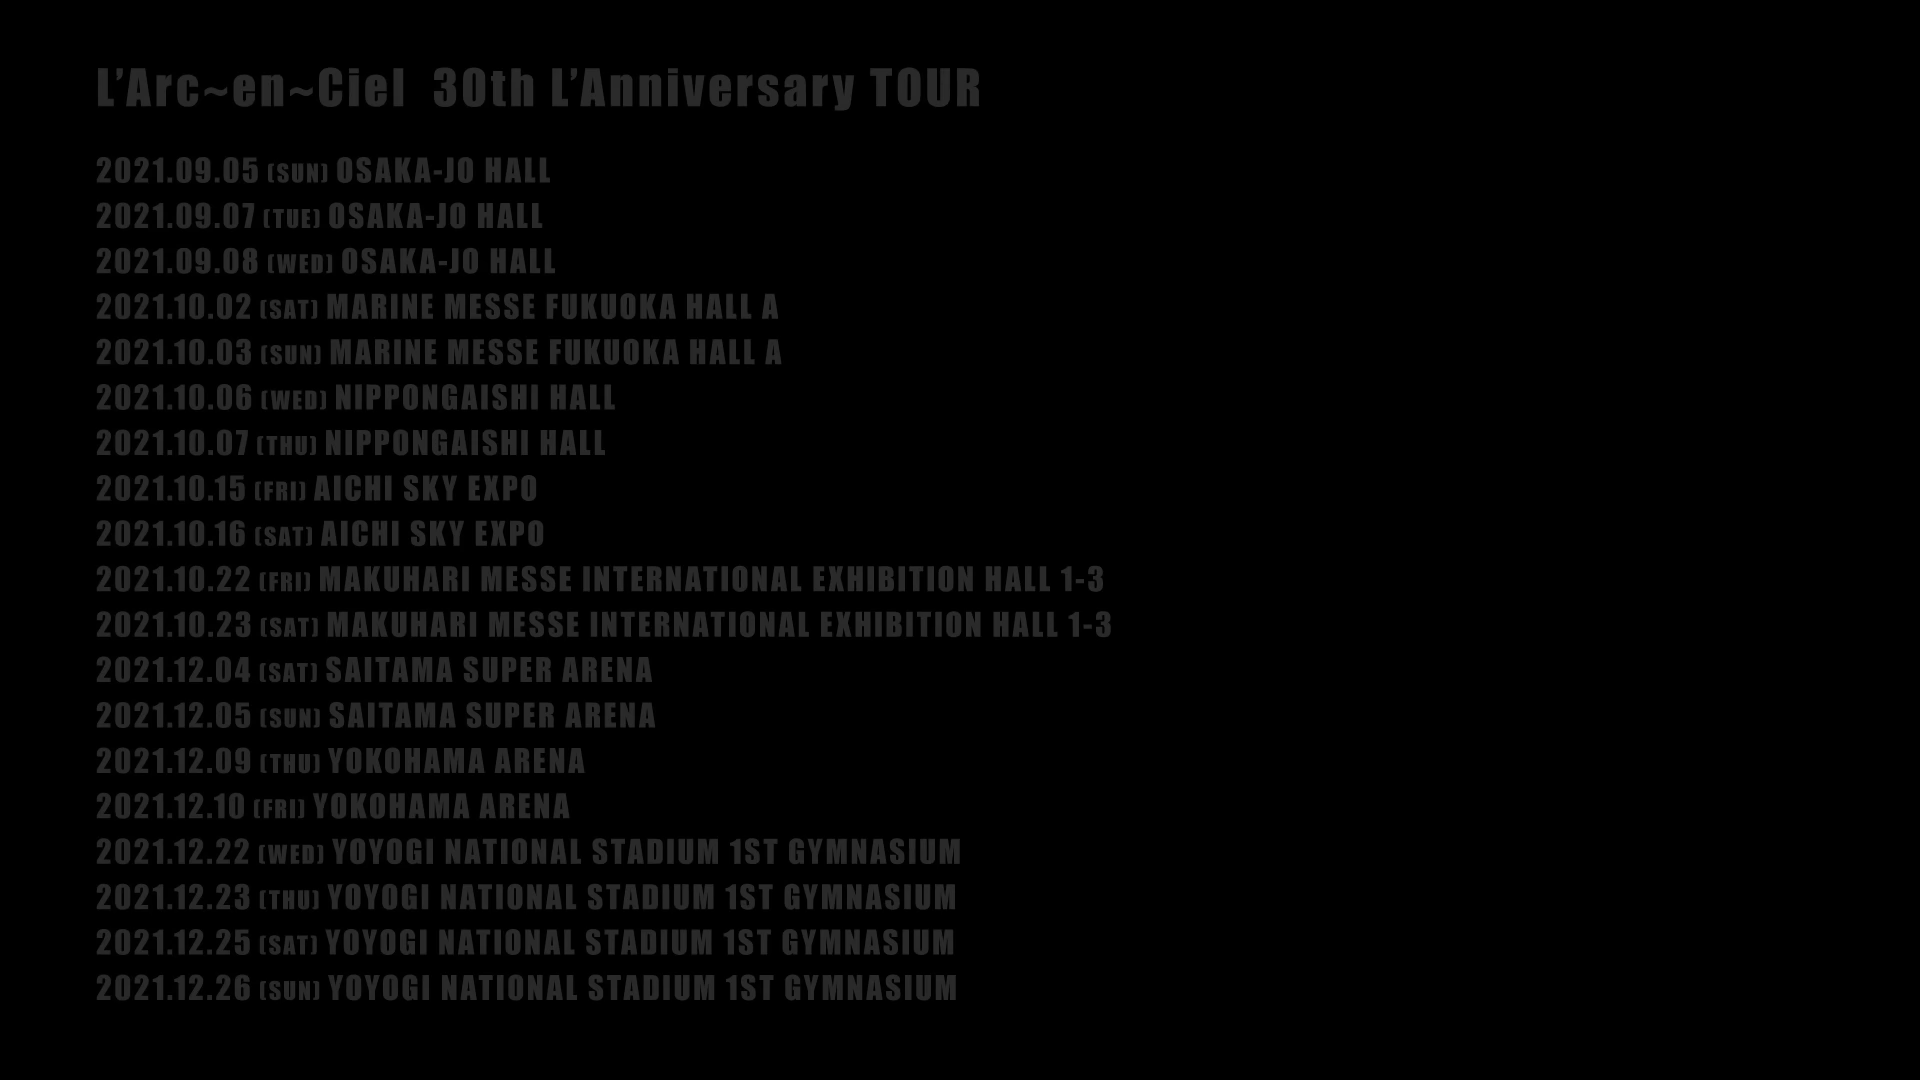 L’Arc~en~Ciel 30th L’Anniversary TOUR
2021.09.05 (SUN) OSAKA-JO HALL
2021.09.07 (TUE) OSAKA-JO HALL
2021.09.08 (WED) OSAKA-JO HALL
2021.10.02 (SAT) MARINE MESSE FUKUOKA HALL A
2021.10.03 (SUN) MARINE MESSE FUKUOKA HALL A
2021.10.06 (WED) NIPPONGAISHI HALL
2021.10.07 (THU) NIPPONGAISHI HALL
2021.10.15 (FRI) AICHI SKY EXPO
2021.10.16 (SAT) AICHI SKY EXPO
2021.10.22 (FRI) MAKUHARI MESSE INTERNATIONAL EXHIBITION HALL 1-3
2021.10.23 (SAT) MAKUHARI MESSE INTERNATIONAL EXHIBITION HALL 1-3
2021.12.04 (SAT) SAITAMA SUPER ARENA
2021.12.05 (SUN) SAITAMA SUPER ARENA
2021.12.09 (THU) YOKOHAMA ARENA
2021.12.10 (FRI) YOKOHAMA ARENA
2021.12.22 (WED) YOYOGI NATIONAL STADIUM 1ST GYMNASIUM
2021.12.23 (THU) YOYOGI NATIONAL STADIUM 1ST GYMNASIUM
2021.12.25 (SAT) YOYOGI NATIONAL STADIUM 1ST GYMNASIUM
2021.12.26 (SUN) YOYOGI NATIONAL STADIUM 1ST GYMNASIUM